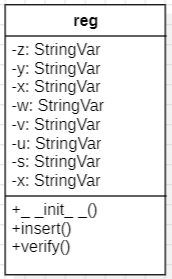 reg
-z: StringVar
-y: StringVar
-x: StringVar
-w: StringVar
-v: StringVar
-u: StringVar
-s: StringVar
-x: StringVar
+_ _init_ _()
+insert()
+verify()